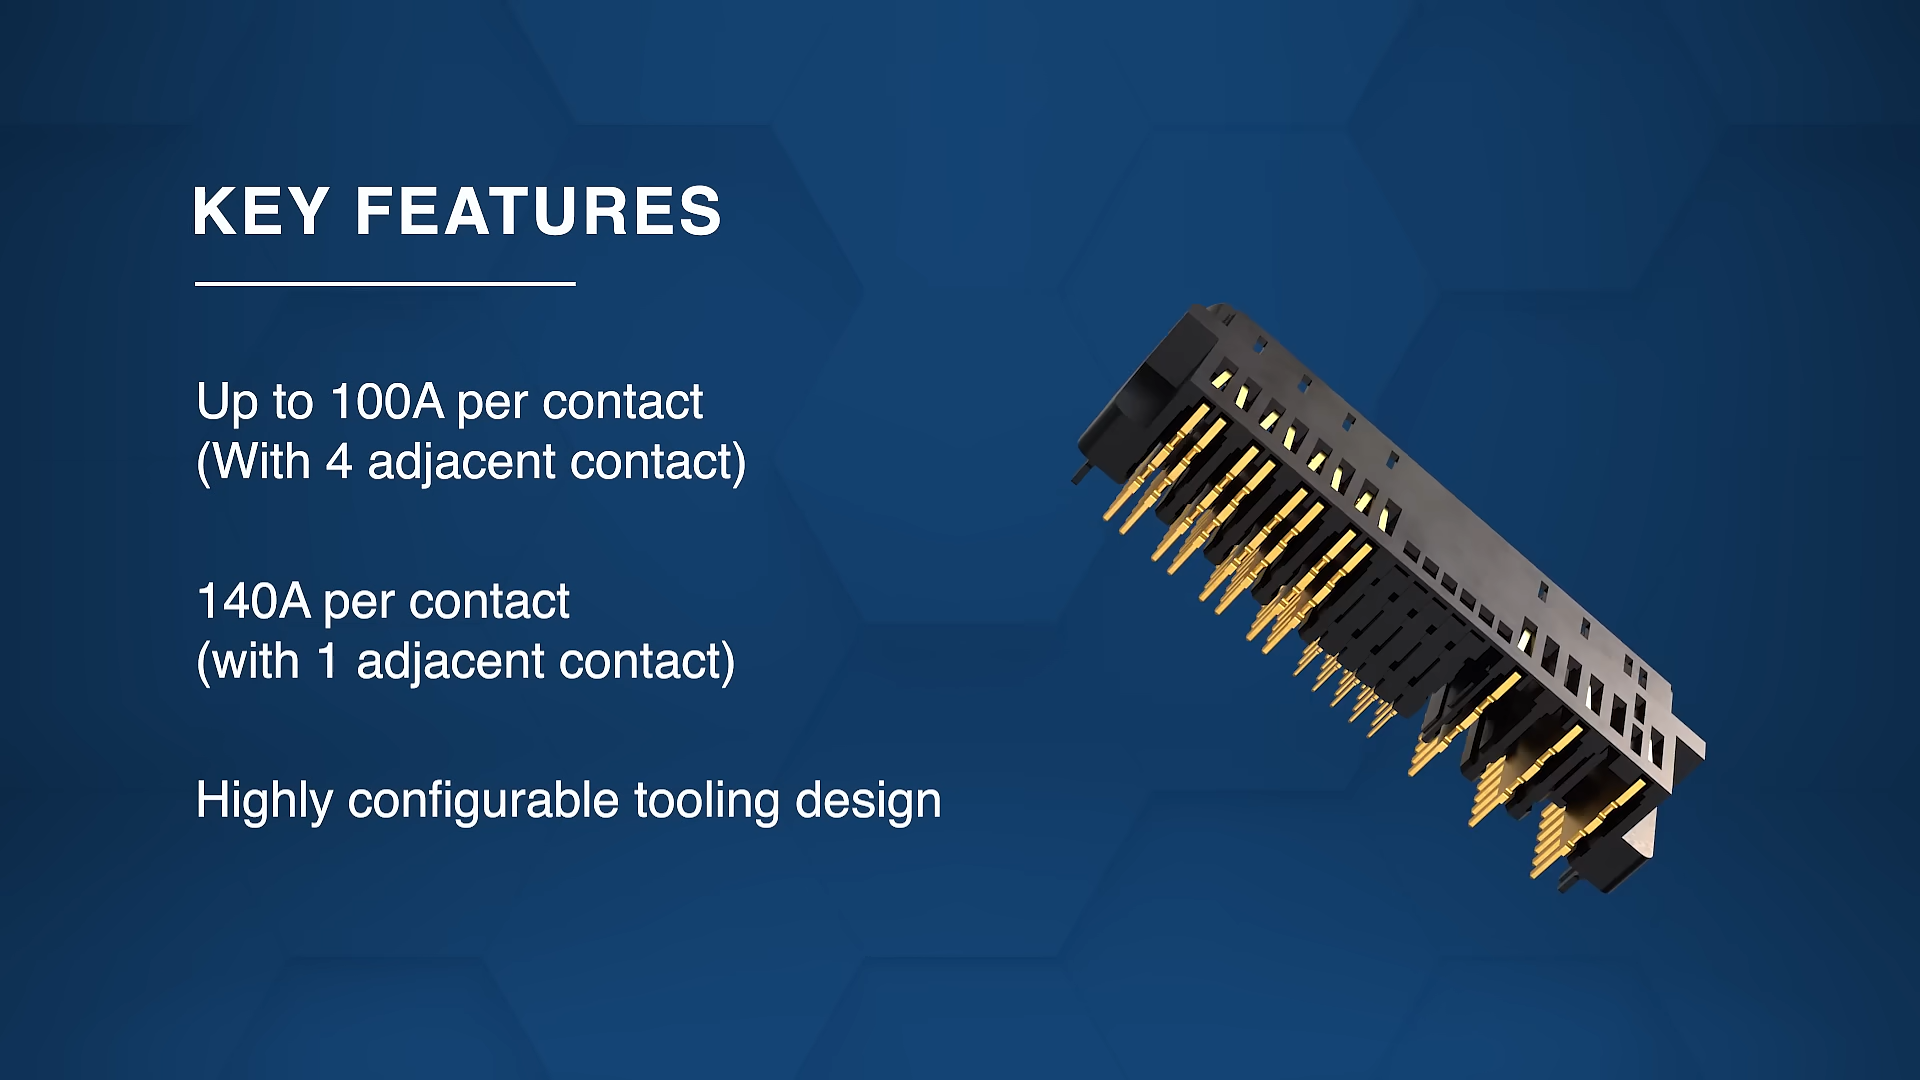 KEY FEATURES
Up to 100A per contact
(With 4 adjacent contact)
140A per contact
(with 1 adjacent contact)
Highly configurable tooling design